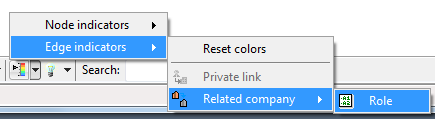 Node indicators
Edge indicators
Reset colors
Search:
Private link
Related company
Role